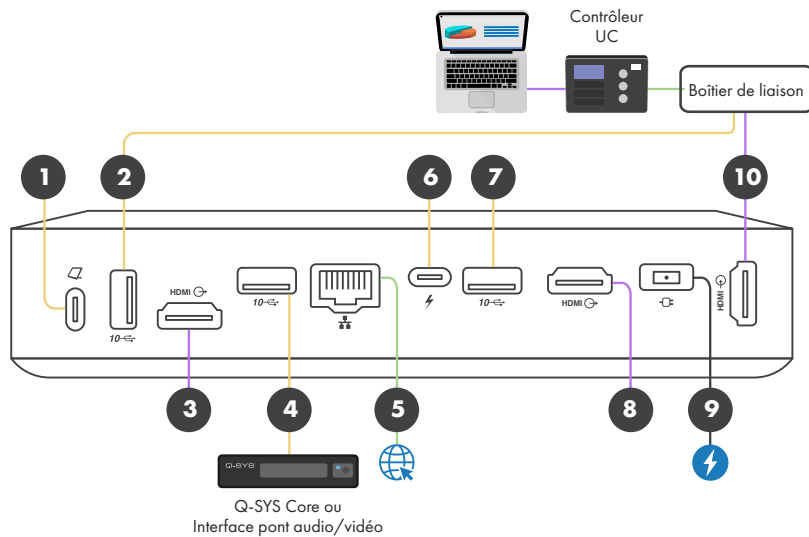 Contrôleur
UC
Boîtier de liaison
1
2
6
7
10
HDMI
10
10
10
HDMI
HDMI
3
4
5
8
9
Q-SYS
Q-SYS Core ou
Interface pont audio/vidéo